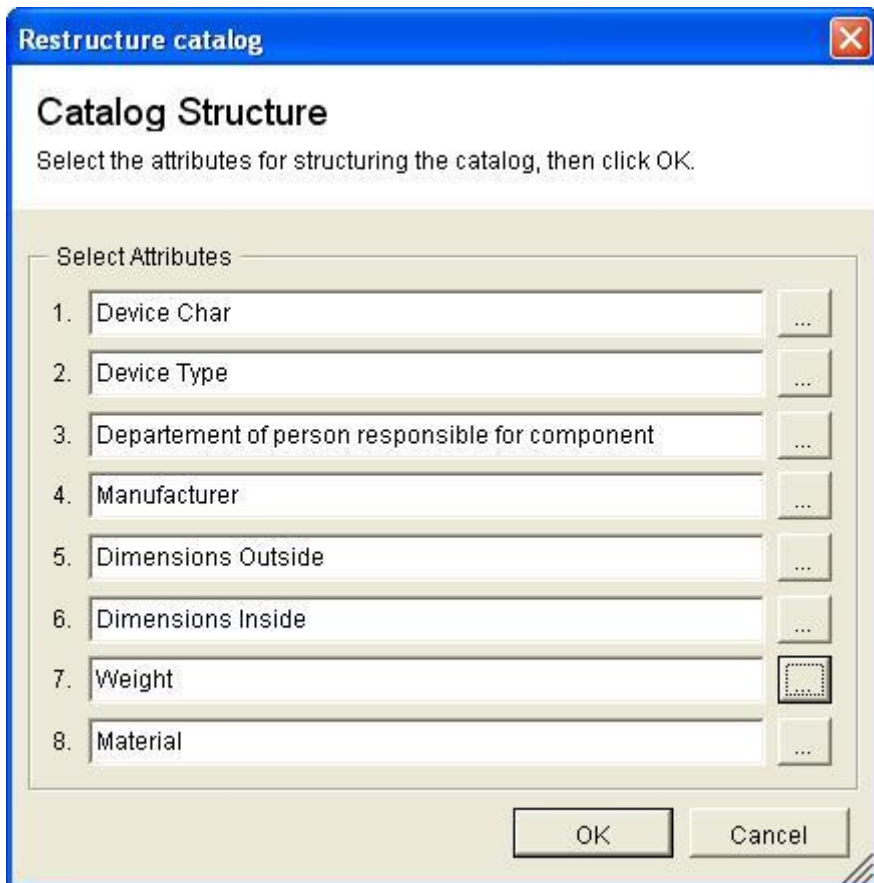 Restructure catalog
Catalog Structure
Select the attributes for structuring the catalog, then click OK.
Select Attributes
1. Device Char ...
2. Device Type ...
3. Departement of person responsible for component ...
4. Manufacturer ...
5. Dimensions Outside ...
6. Dimensions Inside ...
7. Weight ...
8. Material ...
OK Cancel